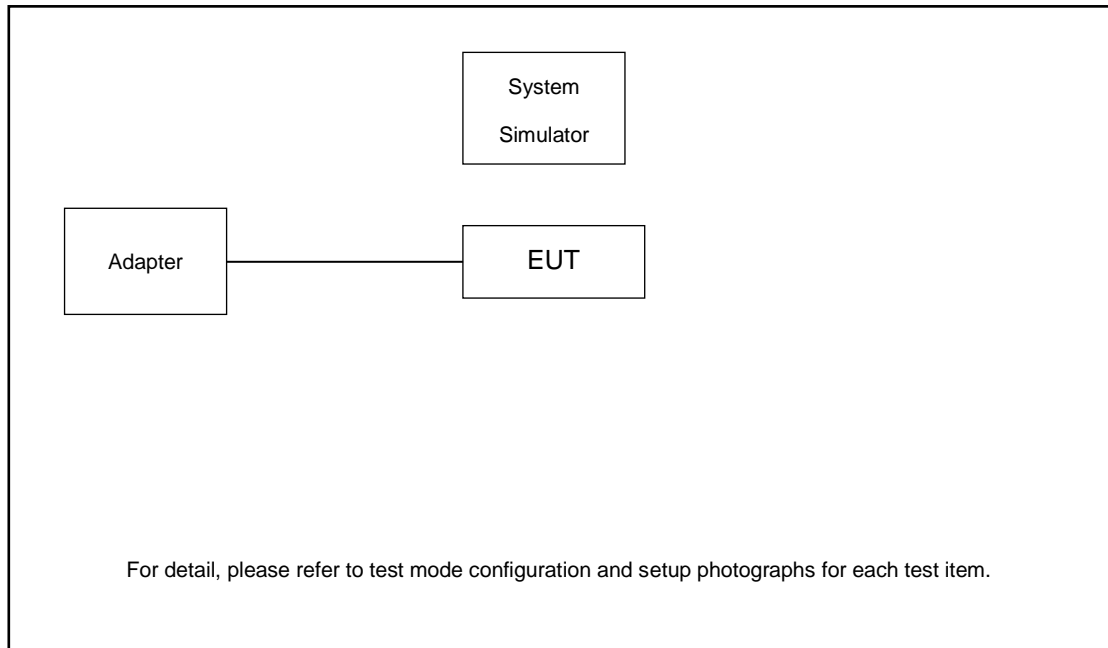 System
Simulator
Adapter
EUT
For detail, please refer to test mode configuration and setup photographs for each test item.